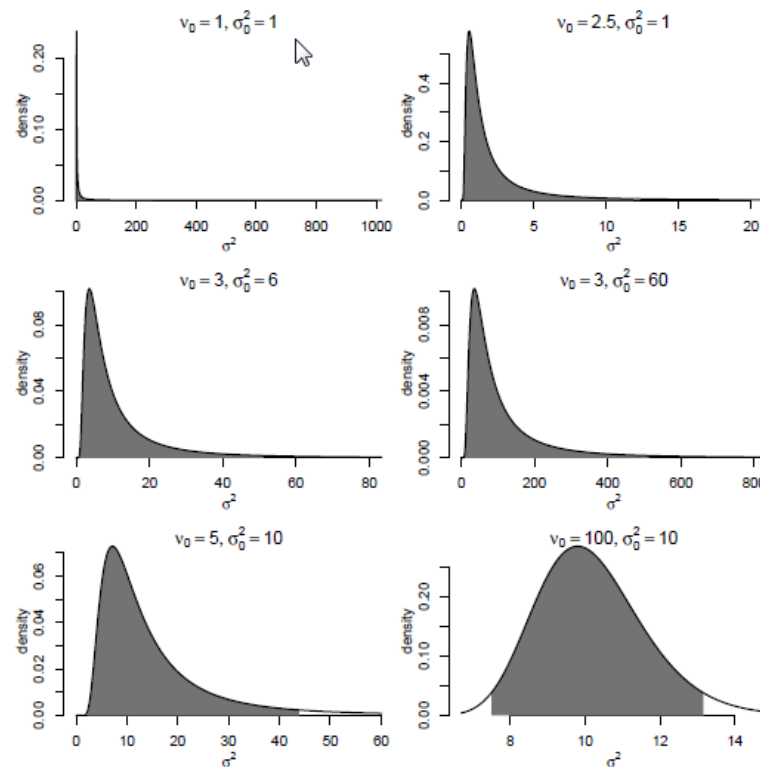 ν₀ = 1, σ₀² = 1
density
0.00 0.10 0.20
0 200 400 600 800 1000
σ²
ν₀ = 2.5, σ₀² = 1
density
0.0 0.2 0.4
0 5 10 15 20
σ²
ν₀ = 3, σ₀² = 6
density
0.00 0.04 0.08
0 20 40 60 80
σ²
ν₀ = 3, σ₀² = 60
density
0.000 0.004 0.008
0 200 400 600 800
σ²
ν₀ = 5, σ₀² = 10
density
0.00 0.02 0.04 0.06
0 10 20 30 40 50 60
σ²
ν₀ = 100, σ₀² = 10
density
0.00 0.10 0.20
8 10 12 14
σ²